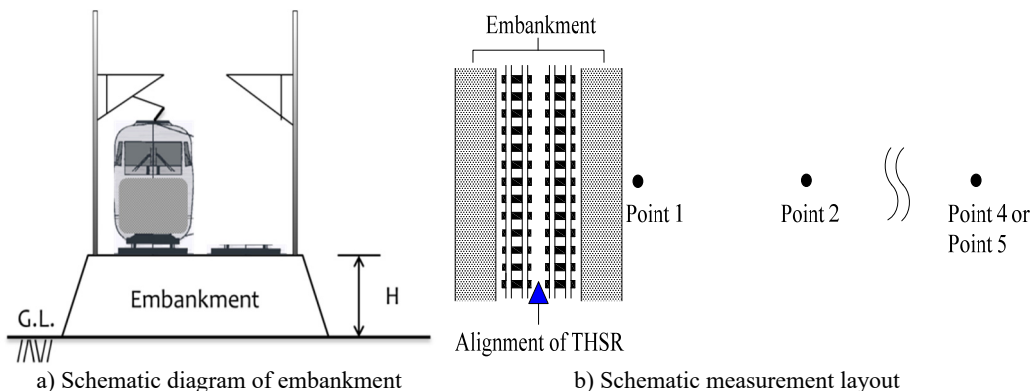 Embankment
G.L.
H
a) Schematic diagram of embankment
Embankment
Point 1
Point 2
Point 4 or
Point 5
Alignment of THSR
b) Schematic measurement layout